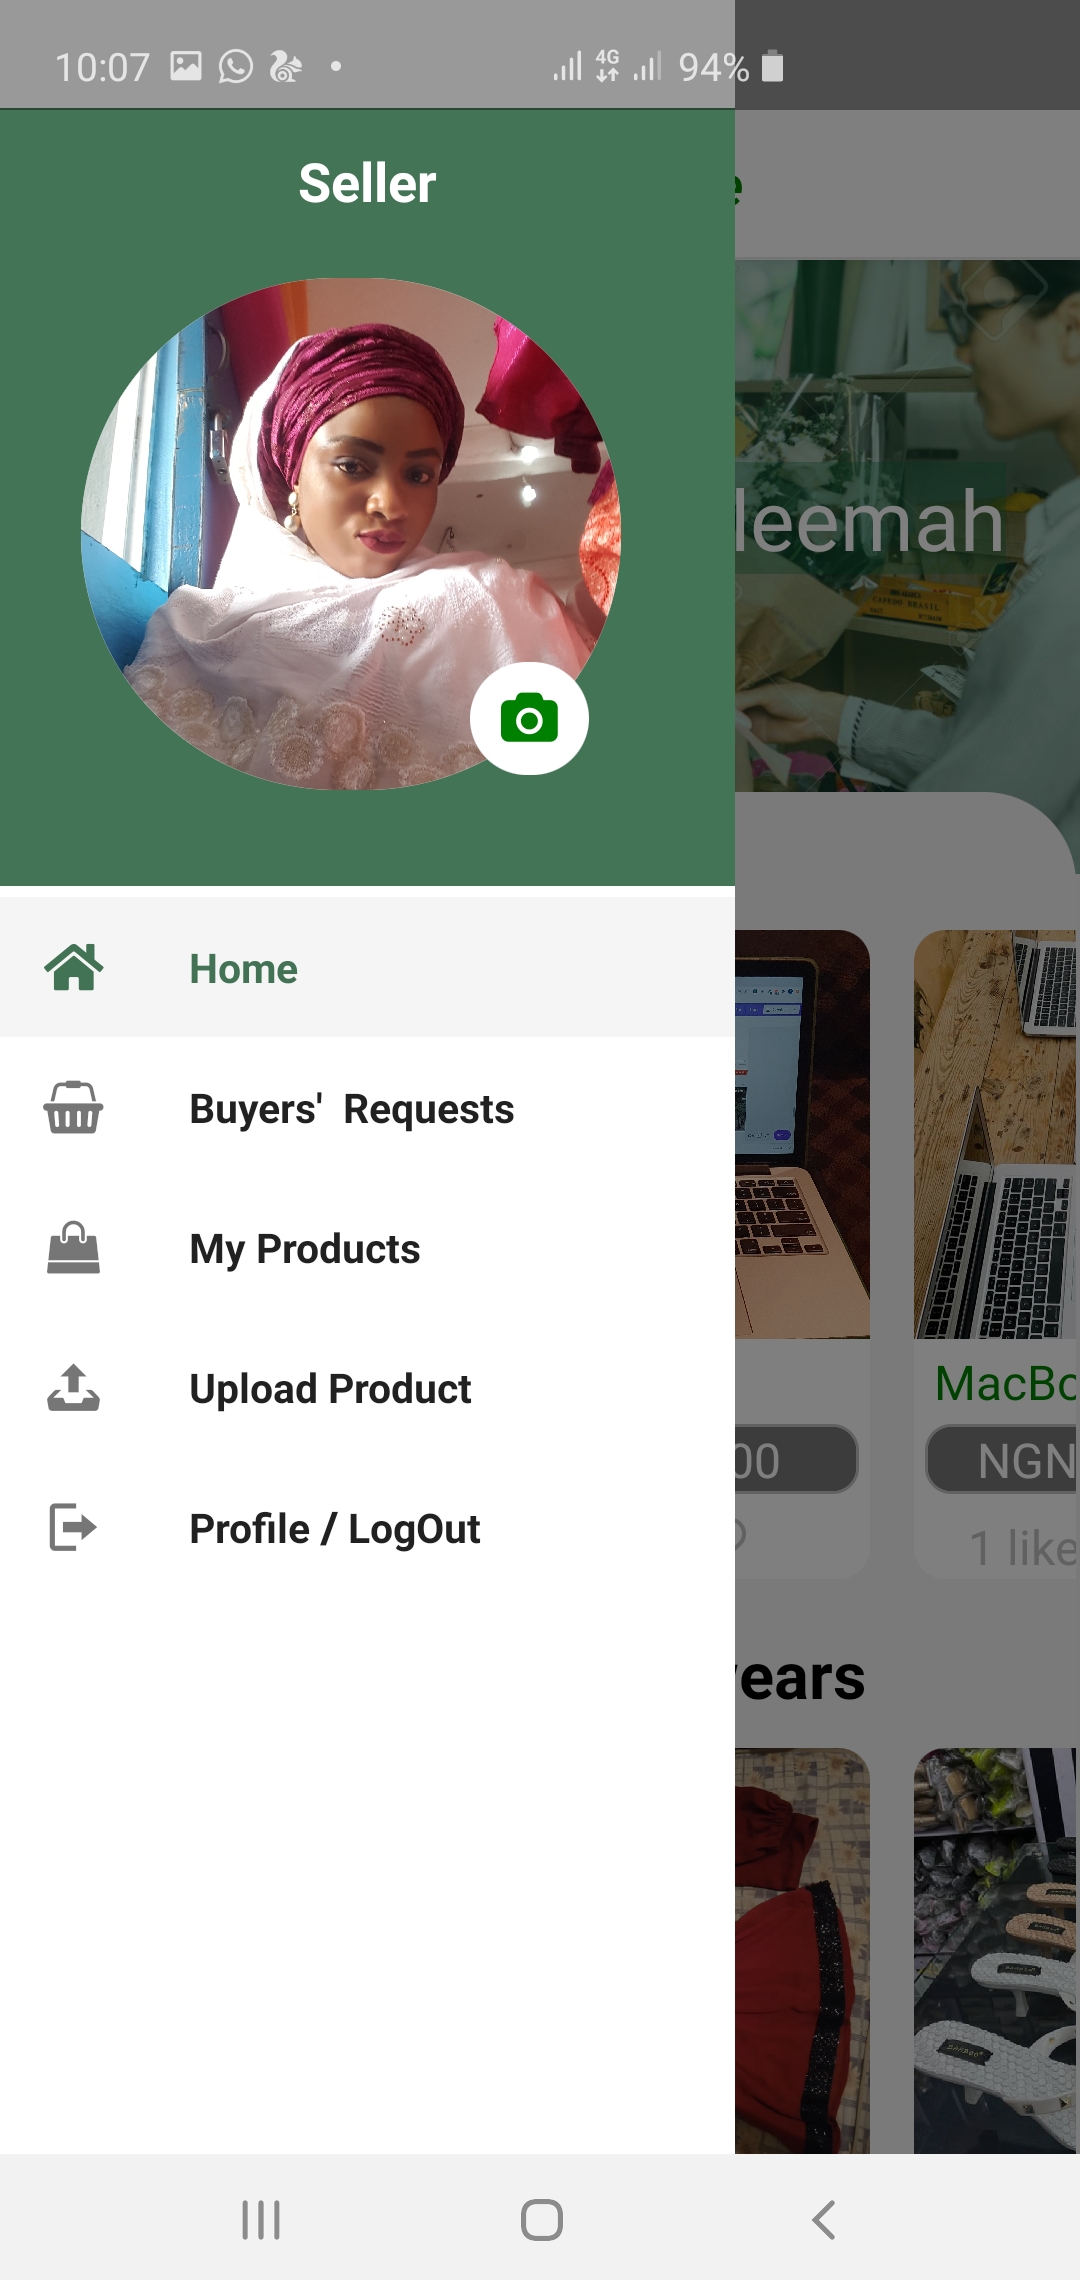 10:07
4G
94%
Seller
leemah
Home
Buyers'  Requests
My Products
Upload Product
Profile / LogOut
MacBo
00
NGN
1 like
years